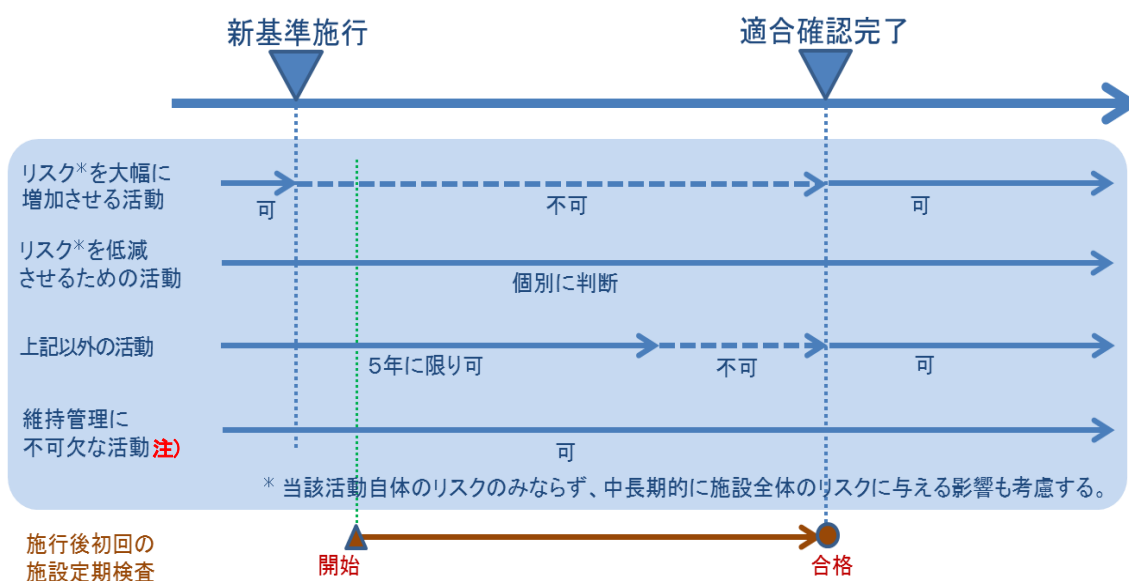 新基準施行
適合確認完了
リスク*を大幅に
増加させる活動
可
不可
可
リスク*を低減
させるための活動
個別に判断
上記以外の活動
5年に限り可
不可
可
維持管理に
不可欠な活動注)
可
* 当該活動自体のリスクのみならず、中長期的に施設全体のリスクに与える影響も考慮する。
施行後初回の
施設定期検査
開始
合格